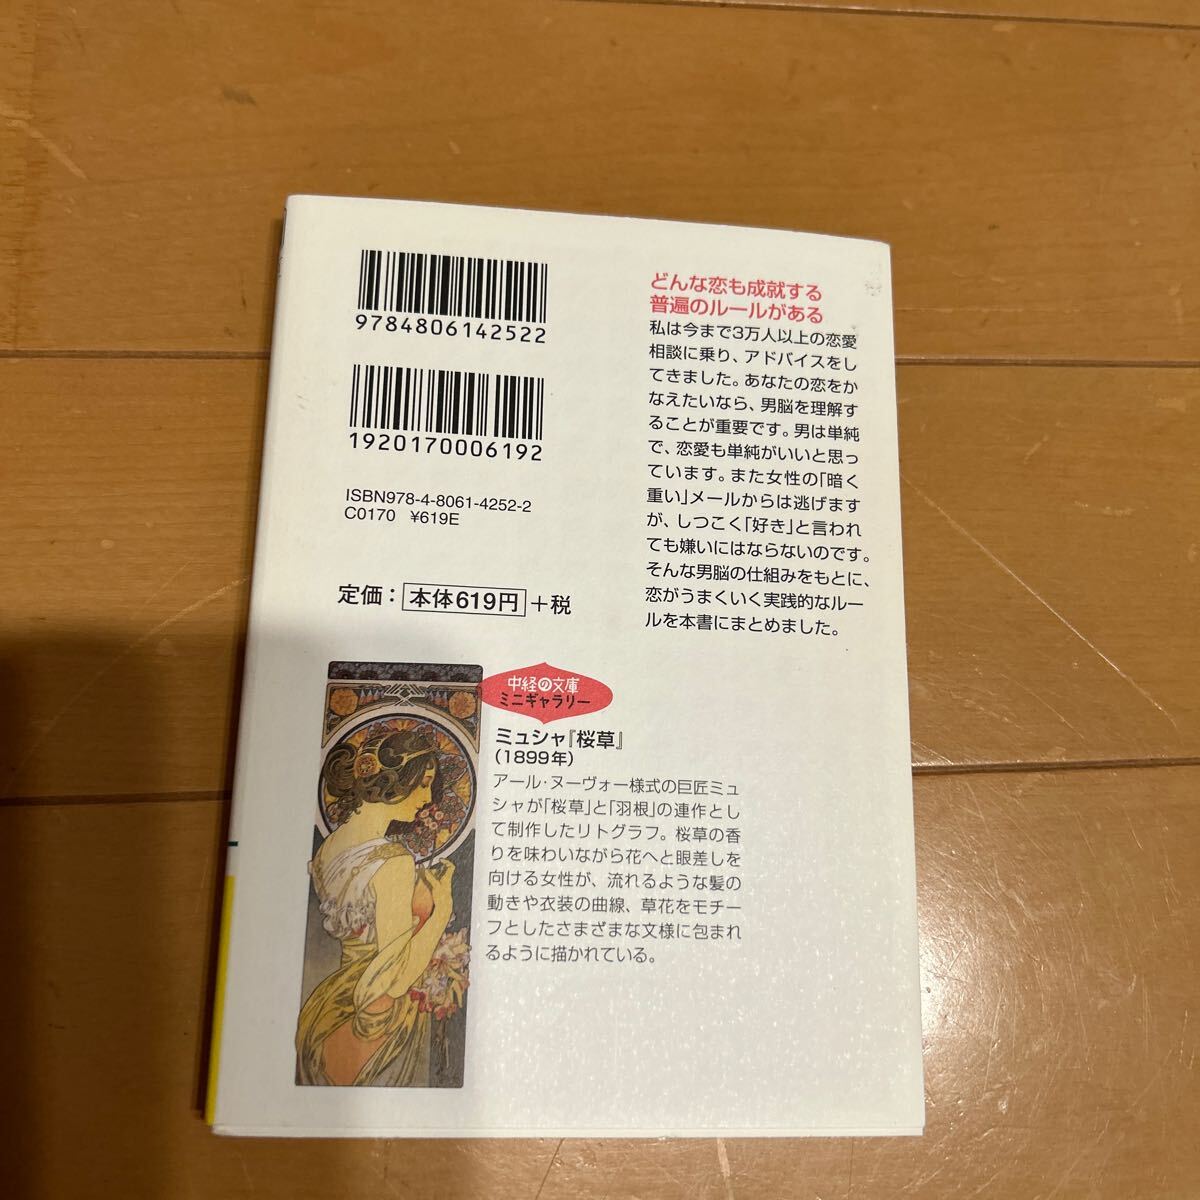 9784806142522
1920170006192
ISBN978-4-8061-4252-2
C0170 ¥619E
定価：本体619円+税
どんな恋も成就する
普遍のルールがある
私は今まで3万人以上の恋愛
相談に乗り、アドバイスをし
てきました。あなたの恋をか
なえたいなら、男脳を理解す
ることが重要です。男は単純
で、恋愛も単純がいいと思っ
ています。また女性の「暗く
重い」メールからは逃げます
が、しつこく「好き」と言われ
ても嫌いにはならないのです。
そんな男脳の仕組みをもとに、
恋がうまくいく実践的なルー
ルを本書にまとめました。
中経の文庫
ミニギャラリー
ミュシャ『桜草』
（1899年）
アール・ヌーヴォー様式の巨匠ミュ
シャが「桜草」と「羽根」の連作とし
て制作したリトグラフ。桜草の香
りを味わいながら花へと眼差しを
向ける女性が、流れるような髪の
動きや衣装の曲線、草花をモチー
フとしたさまざまな文様に包まれ
るように描かれている。